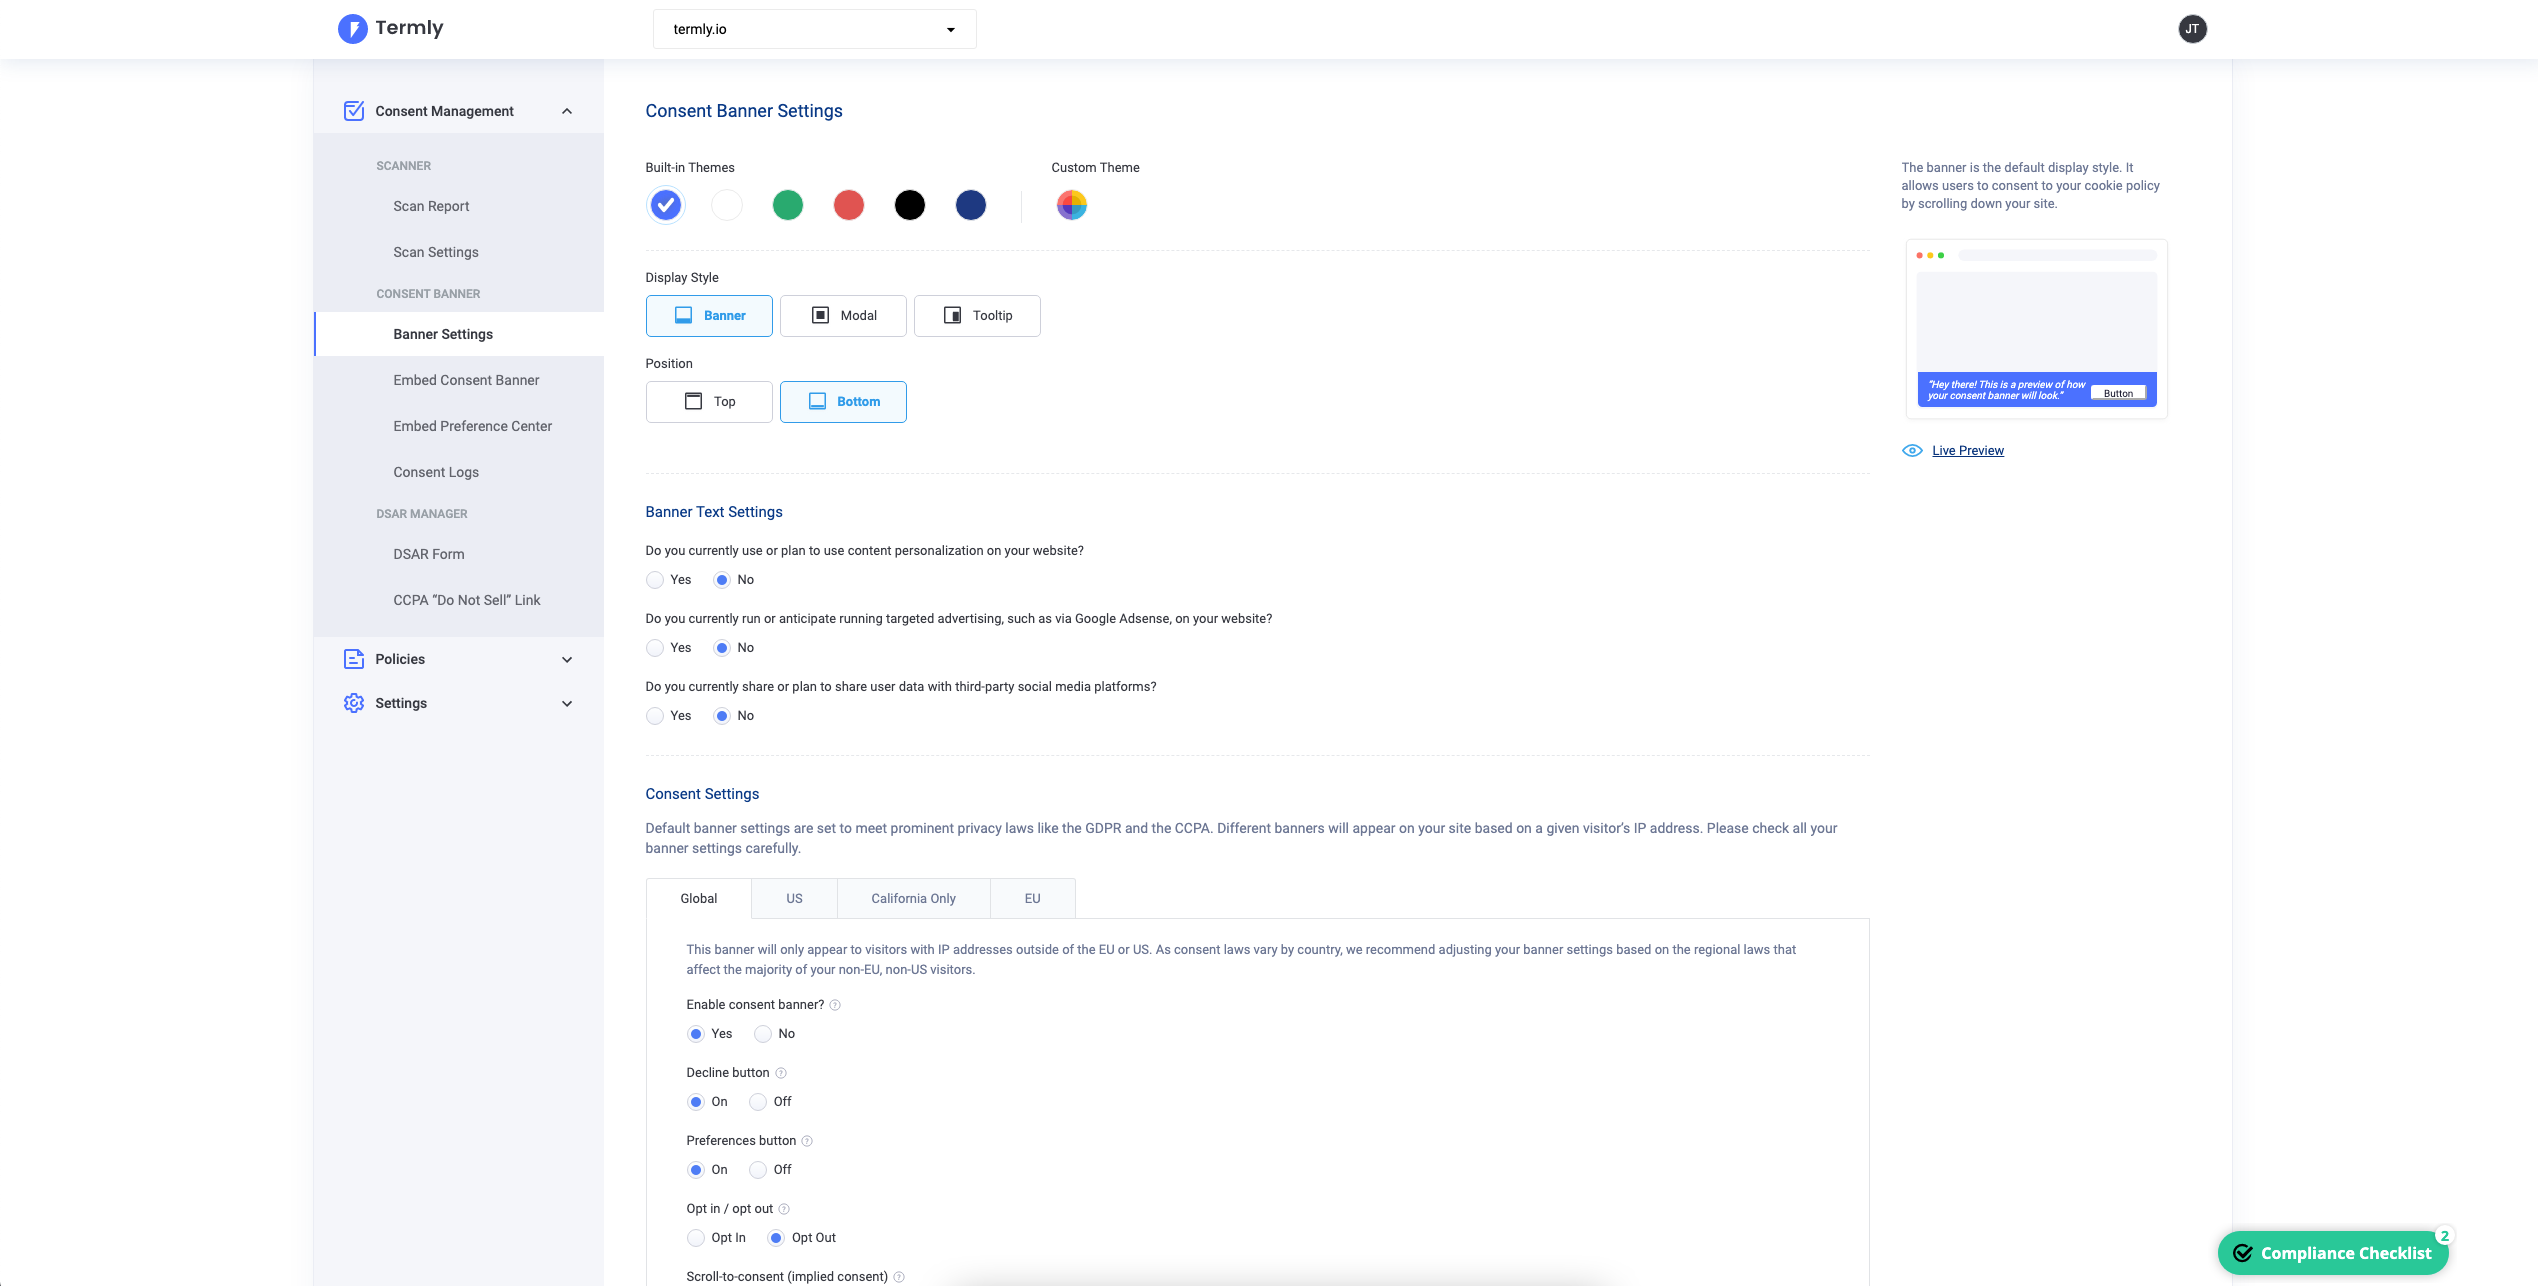 Termly
termly.io
JT
Consent Management
SCANNER
Scan Report
Scan Settings
CONSENT BANNER
Banner Settings
Embed Consent Banner
Embed Preference Center
Consent Logs
DSAR MANAGER
DSAR Form
CCPA “Do Not Sell” Link
Policies
Settings
Consent Banner Settings
Built-in Themes
Custom Theme
Display Style
Banner
Modal
Tooltip
Position
Top
Bottom
The banner is the default display style. It
allows users to consent to your cookie policy
by scrolling down your site.
“Hey there! This is a preview of how
your consent banner will look.”
Button
Live Preview
Banner Text Settings
Do you currently use or plan to use content personalization on your website?
Yes No
Do you currently run or anticipate running targeted advertising, such as via Google Adsense, on your website?
Yes No
Do you currently share or plan to share user data with third-party social media platforms?
Yes No
Consent Settings
Default banner settings are set to meet prominent privacy laws like the GDPR and the CCPA. Different banners will appear on your site based on a given visitor’s IP address. Please check all your
banner settings carefully.
Global US California Only EU
This banner will only appear to visitors with IP addresses outside of the EU or US. As consent laws vary by country, we recommend adjusting your banner settings based on the regional laws that
affect the majority of your non-EU, non-US visitors.
Enable consent banner? ?
Yes No
Decline button ?
On Off
Preferences button ?
On Off
Opt in / opt out ?
Opt In Opt Out
Scroll-to-consent (implied consent) ?
2
Compliance Checklist